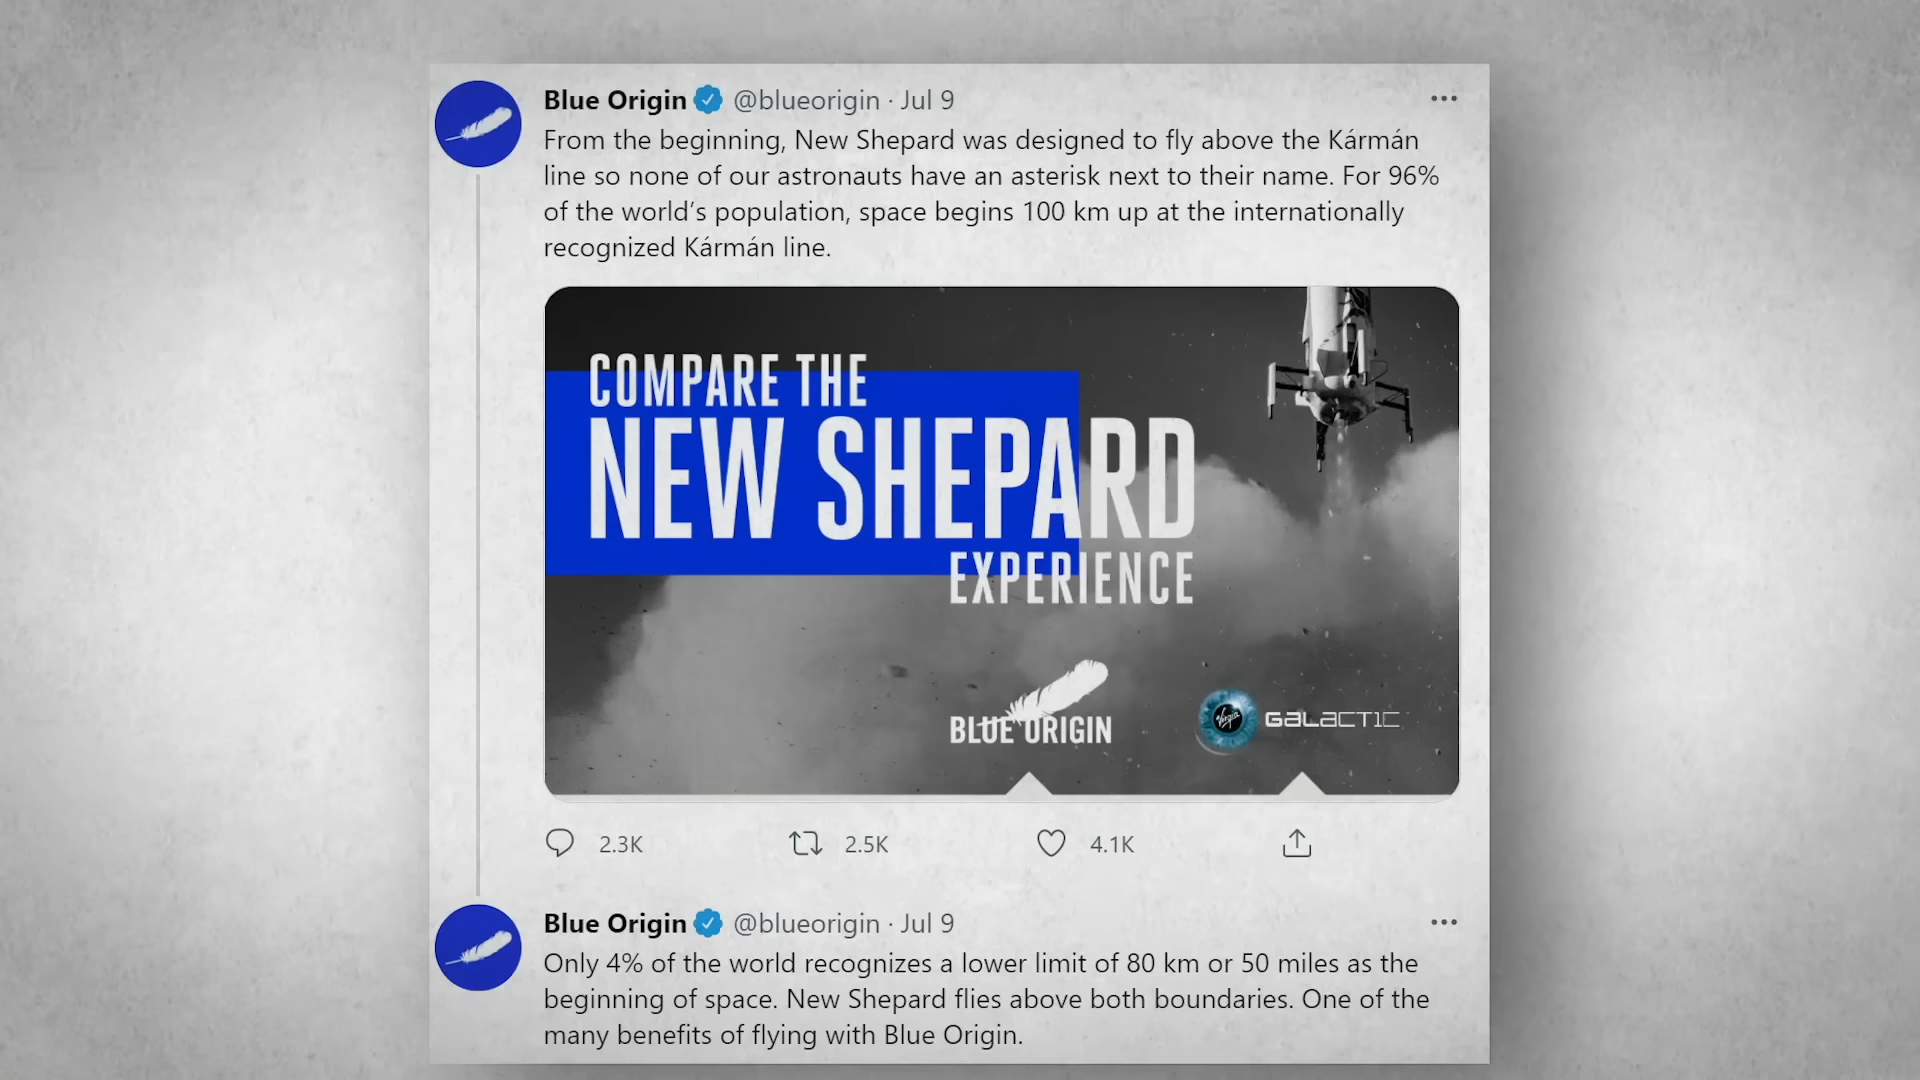 Blue Origin @blueorigin · Jul 9
From the beginning, New Shepard was designed to fly above the Kármán
line so none of our astronauts have an asterisk next to their name. For 96%
of the world’s population, space begins 100 km up at the internationally
recognized Kármán line.
COMPARE THE
NEW SHEPARD
EXPERIENCE
BLUE ORIGIN
Virgin GALACTIC
2.3K 2.5K 4.1K
Blue Origin @blueorigin · Jul 9
Only 4% of the world recognizes a lower limit of 80 km or 50 miles as the
beginning of space. New Shepard flies above both boundaries. One of the
many benefits of flying with Blue Origin.